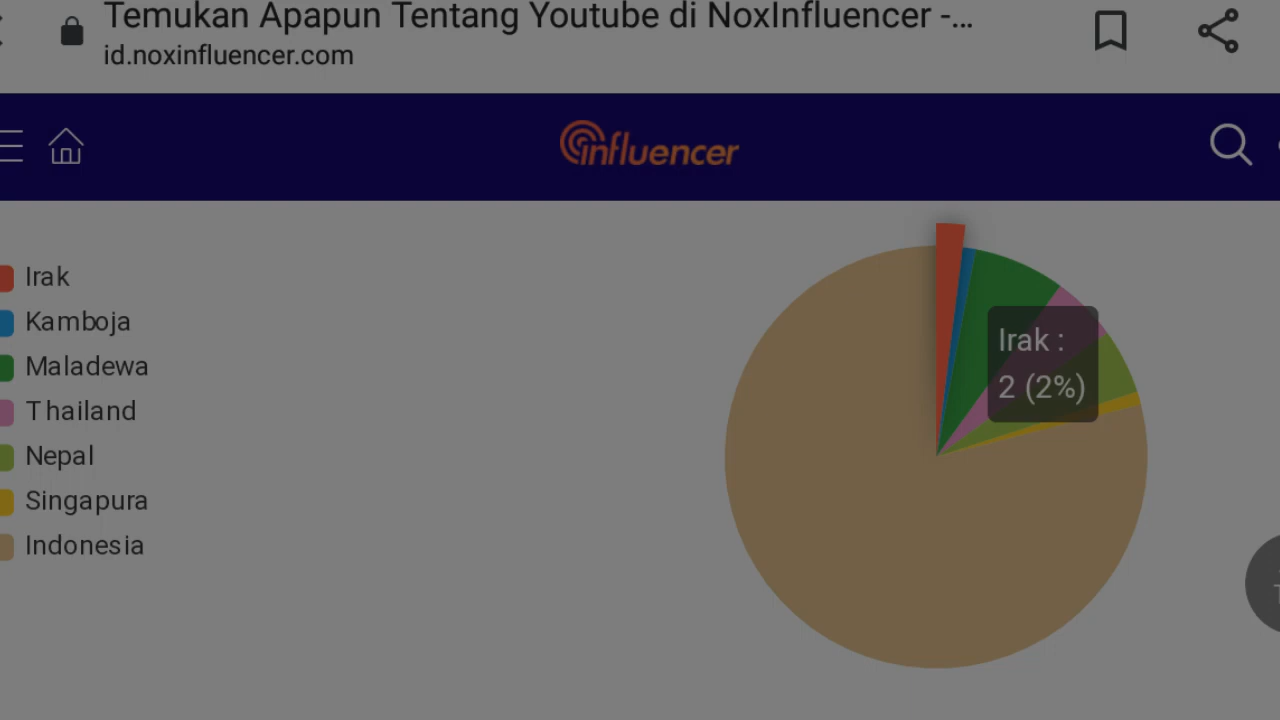 Temukan Apapun Tentang Youtube di NoxInfluencer -...
id.noxinfluencer.com
influencer
Irak
Kamboja
Maladewa
Thailand
Nepal
Singapura
Indonesia
Irak :
2 (2%)